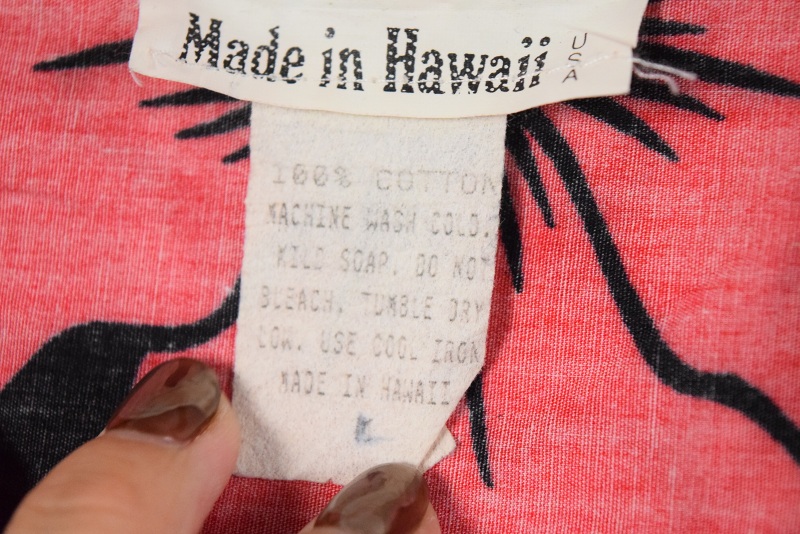 Made in Hawaii USA
100% COTTON
MACHINE WASH COLD.
MILD SOAP. DO NOT
BLEACH. TUMBLE DRY
LOW. USE COOL IRON
MADE IN HAWAII
L